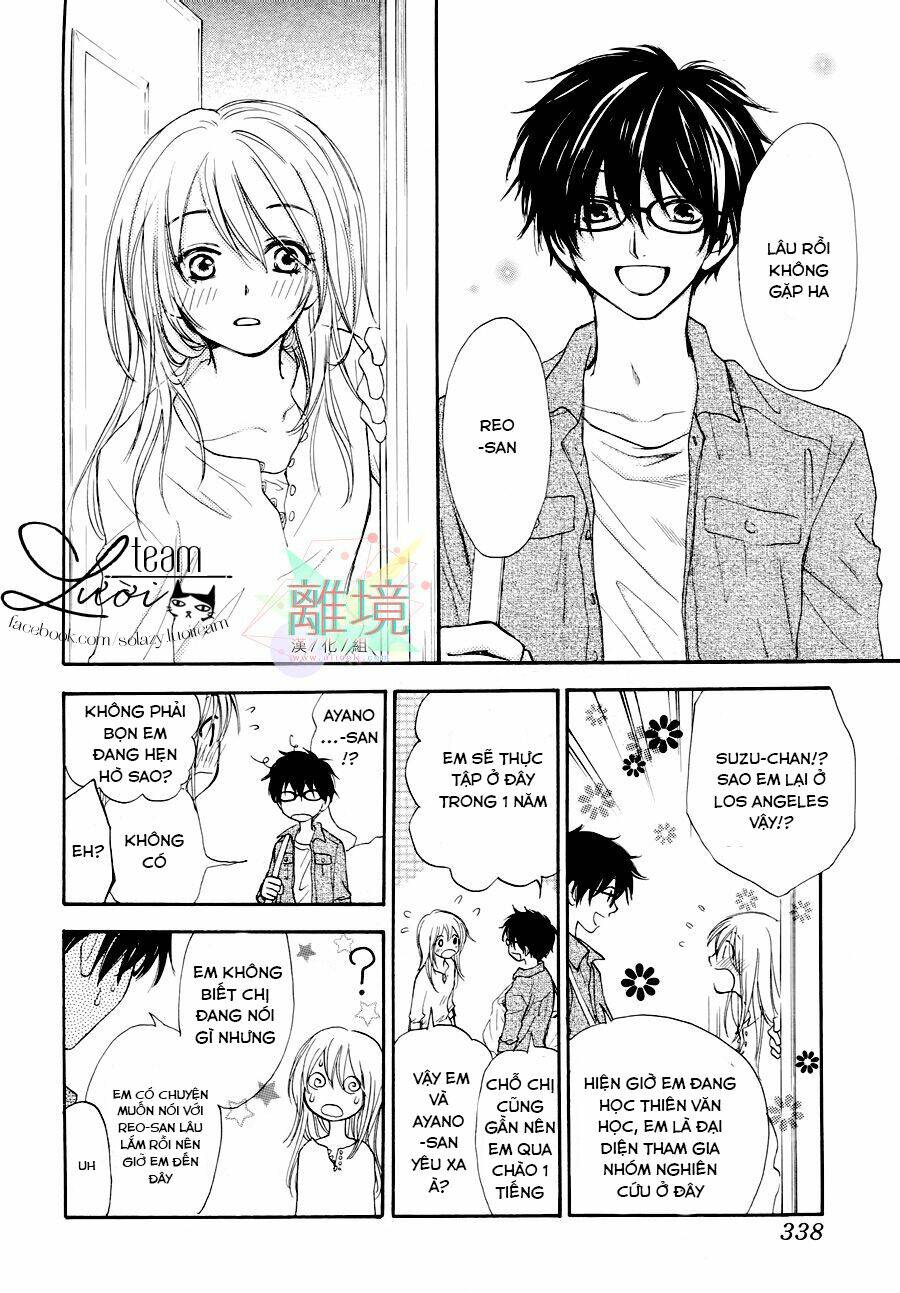 LÂU RỒI
KHÔNG
GẶP HA
REO
-SAN
team
Lười
facebook.com/solazy.luoiteam
離境
漢/化/組
SUZU-CHAN!?
SAO EM LẠI Ở
LOS ANGELES
VẬY!?
HIỆN GIỜ EM ĐANG
HỌC THIÊN VĂN
HỌC, EM LÀ ĐẠI
DIỆN THAM GIA
NHÓM NGHIÊN
CỨU Ở ĐÂY
EM SẼ THỰC
TẬP Ở ĐÂY
TRONG 1 NĂM
CHỖ CHỊ
CŨNG
GẦN NÊN
EM QUA
CHÀO 1
TIẾNG
VẬY EM
VÀ
AYANO
-SAN
YÊU XA
À?
AYANO
...-SAN
!?
KHÔNG PHẢI
BỌN EM
ĐANG HẸN
HÒ SAO?
KHÔNG
CÓ
EH?
?
EM KHÔNG
BIẾT CHỊ
ĐANG NÓI
GÌ NHƯNG
EM CÓ CHUYỆN
MUỐN NÓI VỚI
REO-SAN LÂU
LẮM RỒI NÊN
GIỜ EM ĐẾN
ĐÂY
UH
338